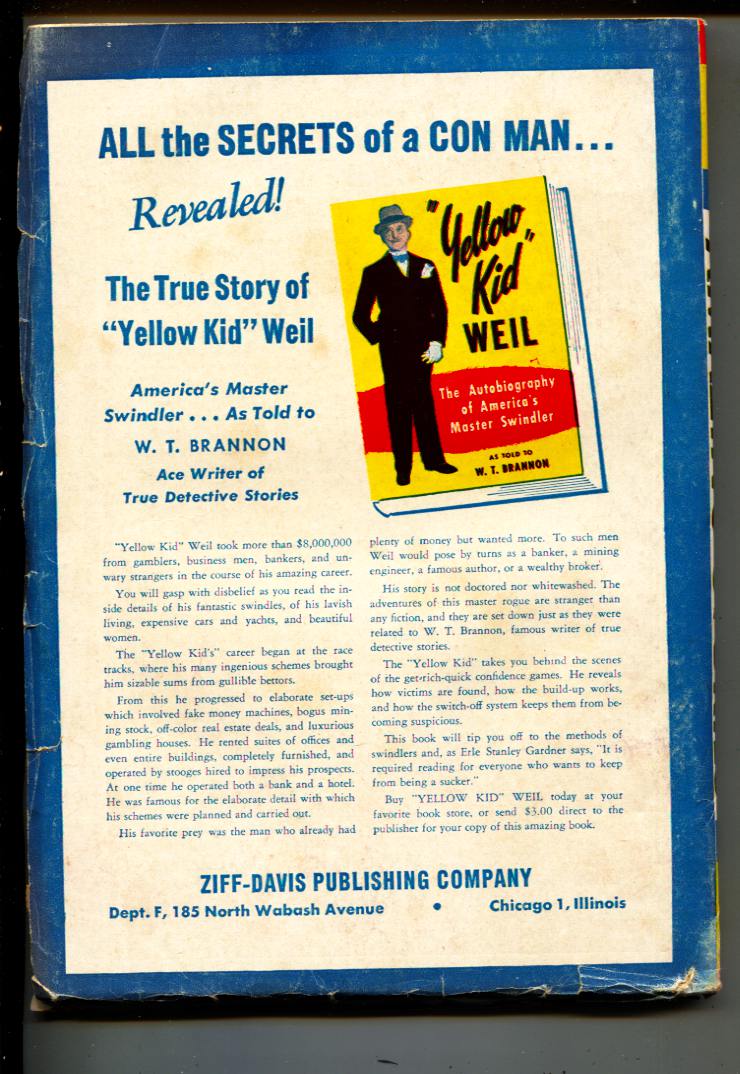 ALL the SECRETS of a CON MAN...
Revealed!
The True Story of
"Yellow Kid" Weil
America's Master
Swindler . . . As Told to
W. T. BRANNON
Ace Writer of
True Detective Stories
"Yellow
Kid"
WEIL
The Autobiography
of America's
Master Swindler
AS TOLD TO
W. T. BRANNON
"Yellow Kid" Weil took more than $8,000,000
from gamblers, business men, bankers, and un-
wary strangers in the course of his amazing career.
You will gasp with disbelief as you read the in-
side details of his fantastic swindles, of his lavish
living, expensive cars and yachts, and beautiful
women.
The "Yellow Kid's" career began at the race
tracks, where his many ingenious schemes brought
him sizable sums from gullible bettors.
From this he progressed to elaborate set-ups
which involved fake money machines, bogus min-
ing stock, off-color real estate deals, and luxurious
gambling houses. He rented suites of offices and
even entire buildings, completely furnished, and
operated by stooges hired to impress his prospects.
At one time he operated both a bank and a hotel.
He was famous for the elaborate detail with which
his schemes were planned and carried out.
His favorite prey was the man who already had
plenty of money but wanted more. To such men
Weil would pose by turns as a banker, a mining
engineer, a famous author, or a wealthy broker.
His story is not doctored nor whitewashed. The
adventures of this master rogue are stranger than
any fiction, and they are set down just as they were
related to W. T. Brannon, famous writer of true
detective stories.
The "Yellow Kid" takes you behind the scenes
of the get-rich-quick confidence games. He reveals
how victims are found, how the build-up works,
and how the switch-off system keeps them from be-
coming suspicious.
This book will tip you off to the methods of
swindlers and, as Erle Stanley Gardner says, "It is
required reading for everyone who wants to keep
from being a sucker."
Buy "YELLOW KID" WEIL today at your
favorite book store, or send $3.00 direct to the
publisher for your copy of this amazing book.
ZIFF-DAVIS PUBLISHING COMPANY
Dept. F, 185 North Wabash Avenue • Chicago 1, Illinois